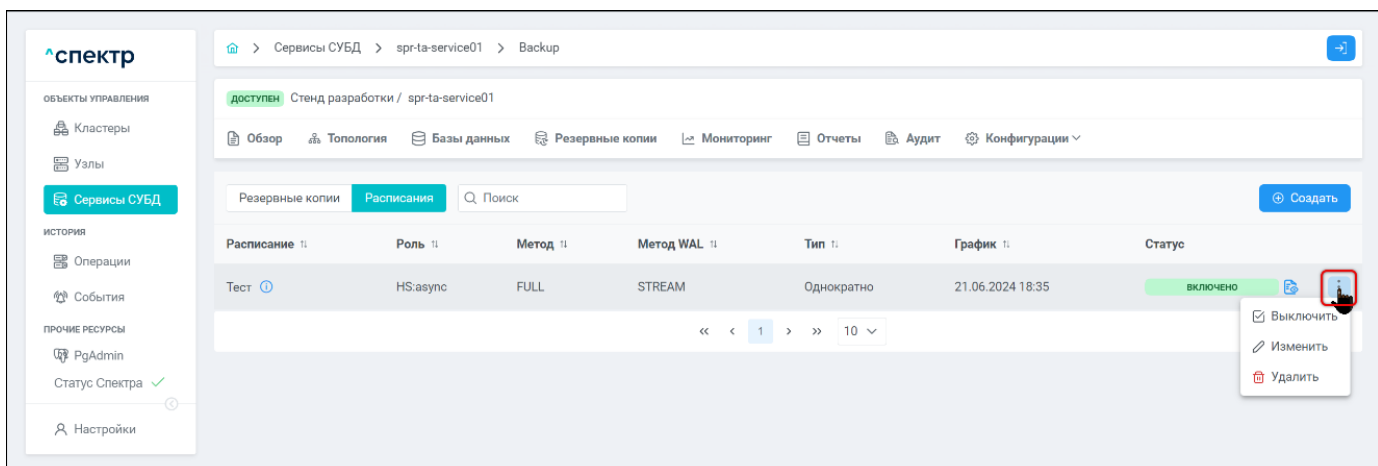 ^спектр
ОБЪЕКТЫ УПРАВЛЕНИЯ
Кластеры
Узлы
Сервисы СУБД
ИСТОРИЯ
Операции
События
ПРОЧИЕ РЕСУРСЫ
PgAdmin
Статус Спектра
Настройки
> Сервисы СУБД > spr-ta-service01 > Backup
ДОСТУПЕН Стенд разработки / spr-ta-service01
Обзор Топология Базы данных Резервные копии Мониторинг Отчеты Аудит Конфигурации
Резервные копии Расписания Поиск Создать
Расписание Роль Метод Метод WAL Тип График Статус
Тест HS:async FULL STREAM Однократно 21.06.2024 18:35 ВКЛЮЧЕНО
« < 1 > » 10
Выключить
Изменить
Удалить